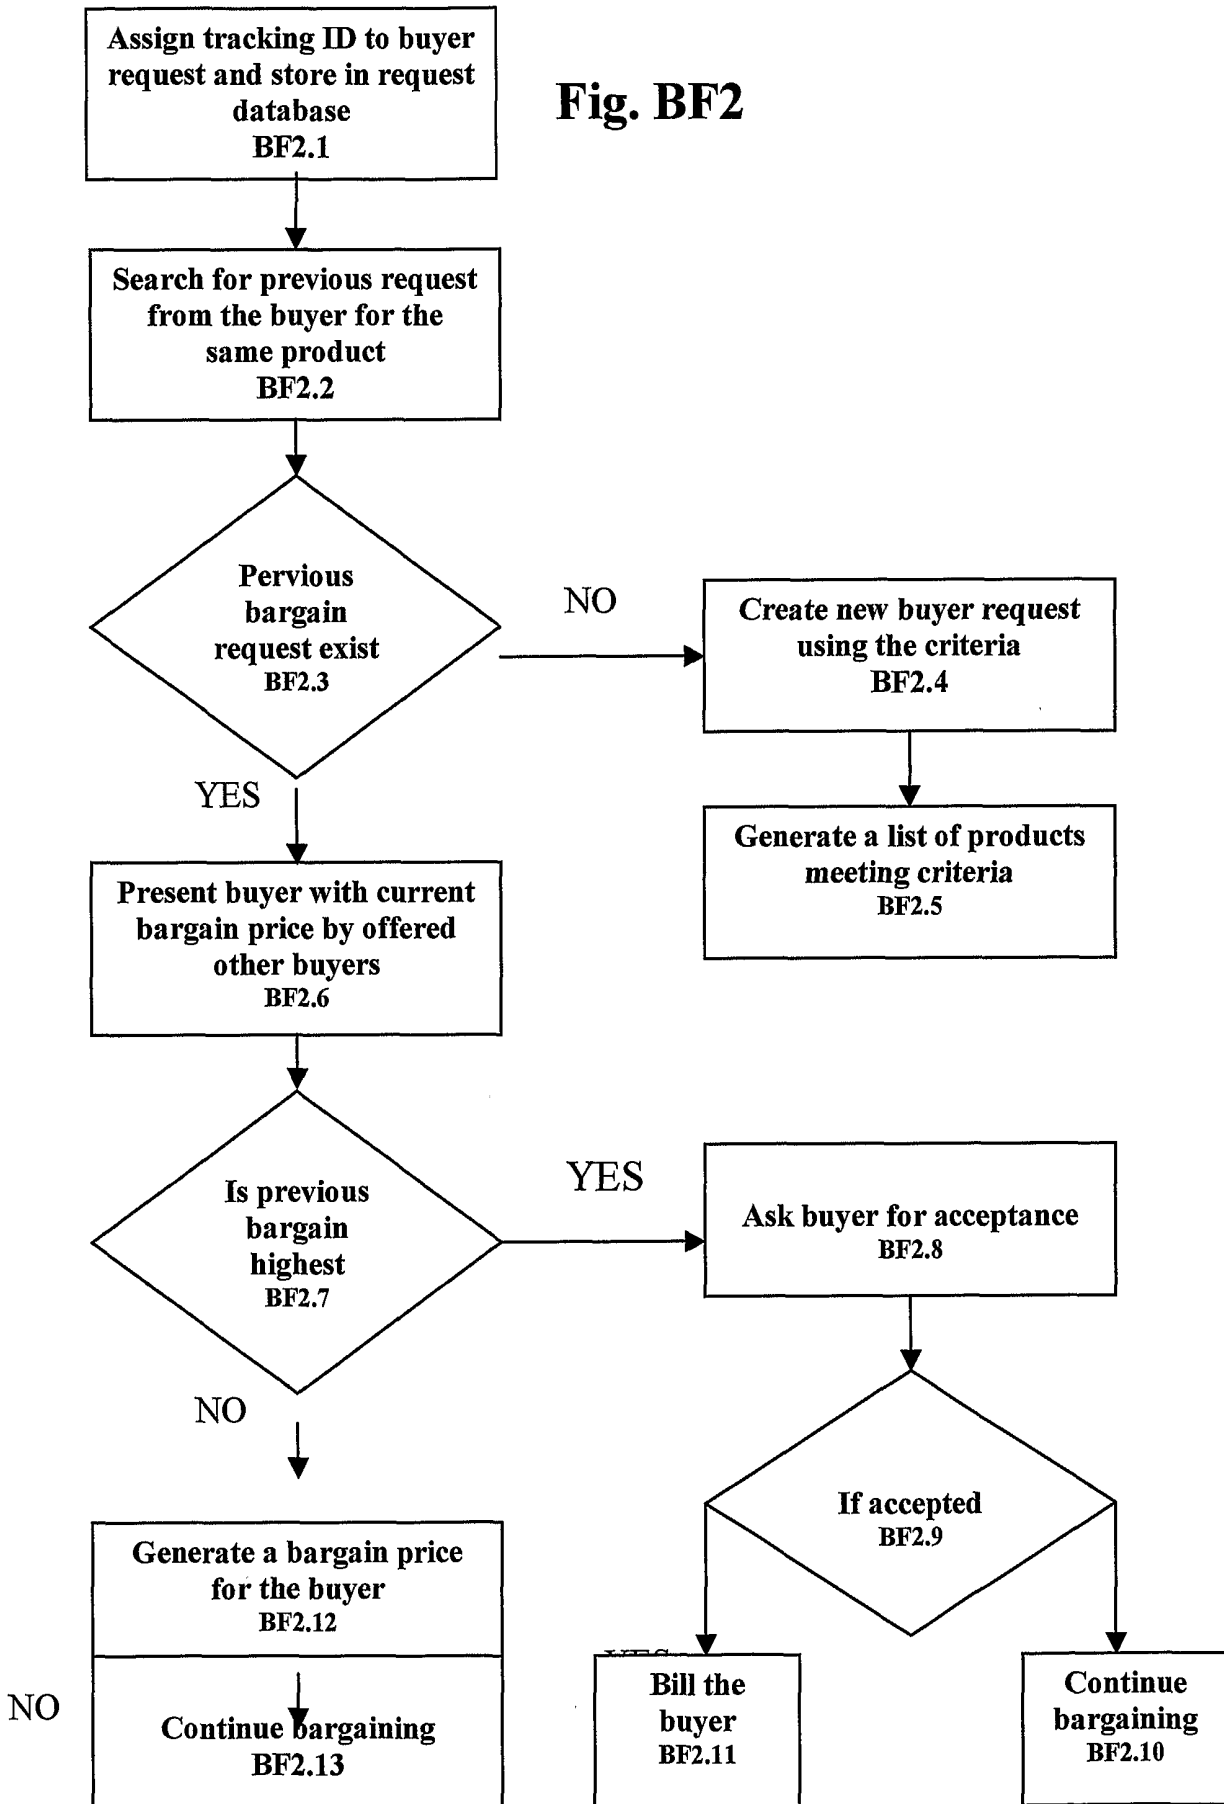 Assign tracking ID to buyer
request and store in request
database
BF2.1
Fig. BF2
Search for previous request
from the buyer for the
same product
BF2.2
Pervious
bargain
request exist
BF2.3
NO
Create new buyer request
using the criteria
BF2.4
YES
Generate a list of products
meeting criteria
BF2.5
Present buyer with current
bargain price by offered
other buyers
BF2.6
Is previous
bargain
highest
BF2.7
YES
Ask buyer for acceptance
BF2.8
NO
If accepted
BF2.9
Generate a bargain price
for the buyer
BF2.12
NO
Continue bargaining
BF2.13
YES
Bill the
buyer
BF2.11
Continue
bargaining
BF2.10